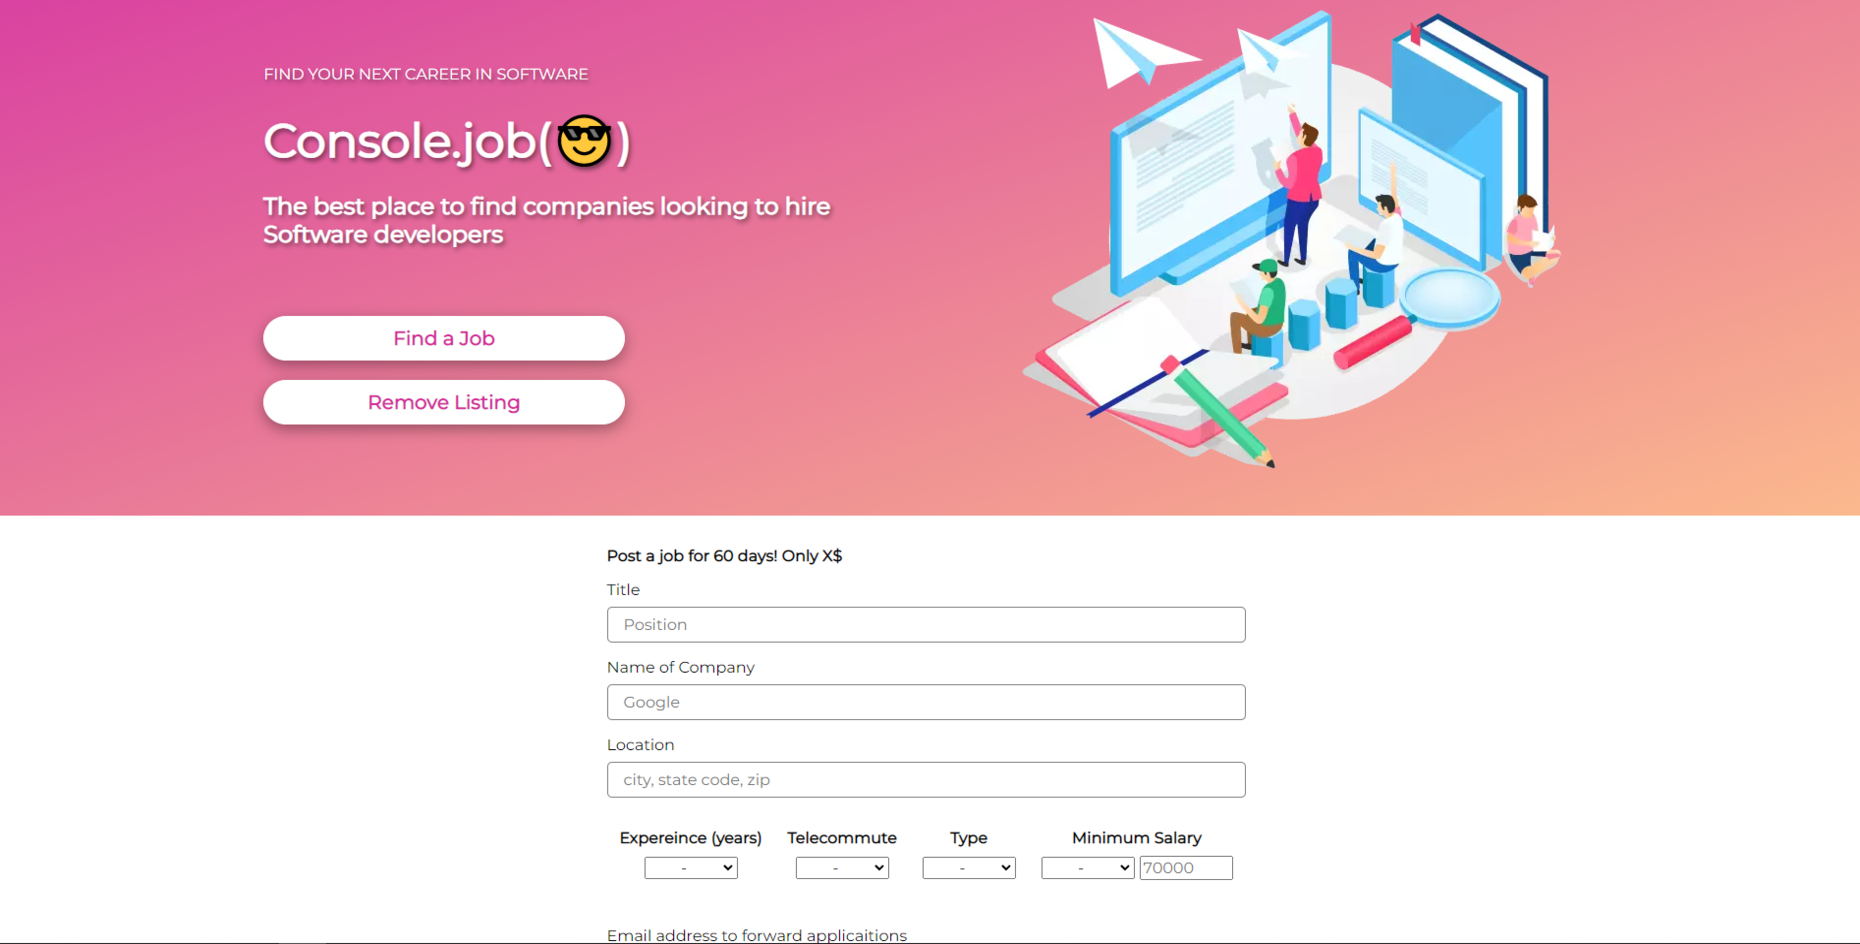 FIND YOUR NEXT CAREER IN SOFTWARE
Console.job(😎)
The best place to find companies looking to hire
Software developers
Find a Job
Remove Listing
Post a job for 60 days! Only X$
Title
Position
Name of Company
Google
Location
city, state code, zip
Expereince (years) Telecommute Type Minimum Salary
- - - - 70000
Email address to forward applicaitions